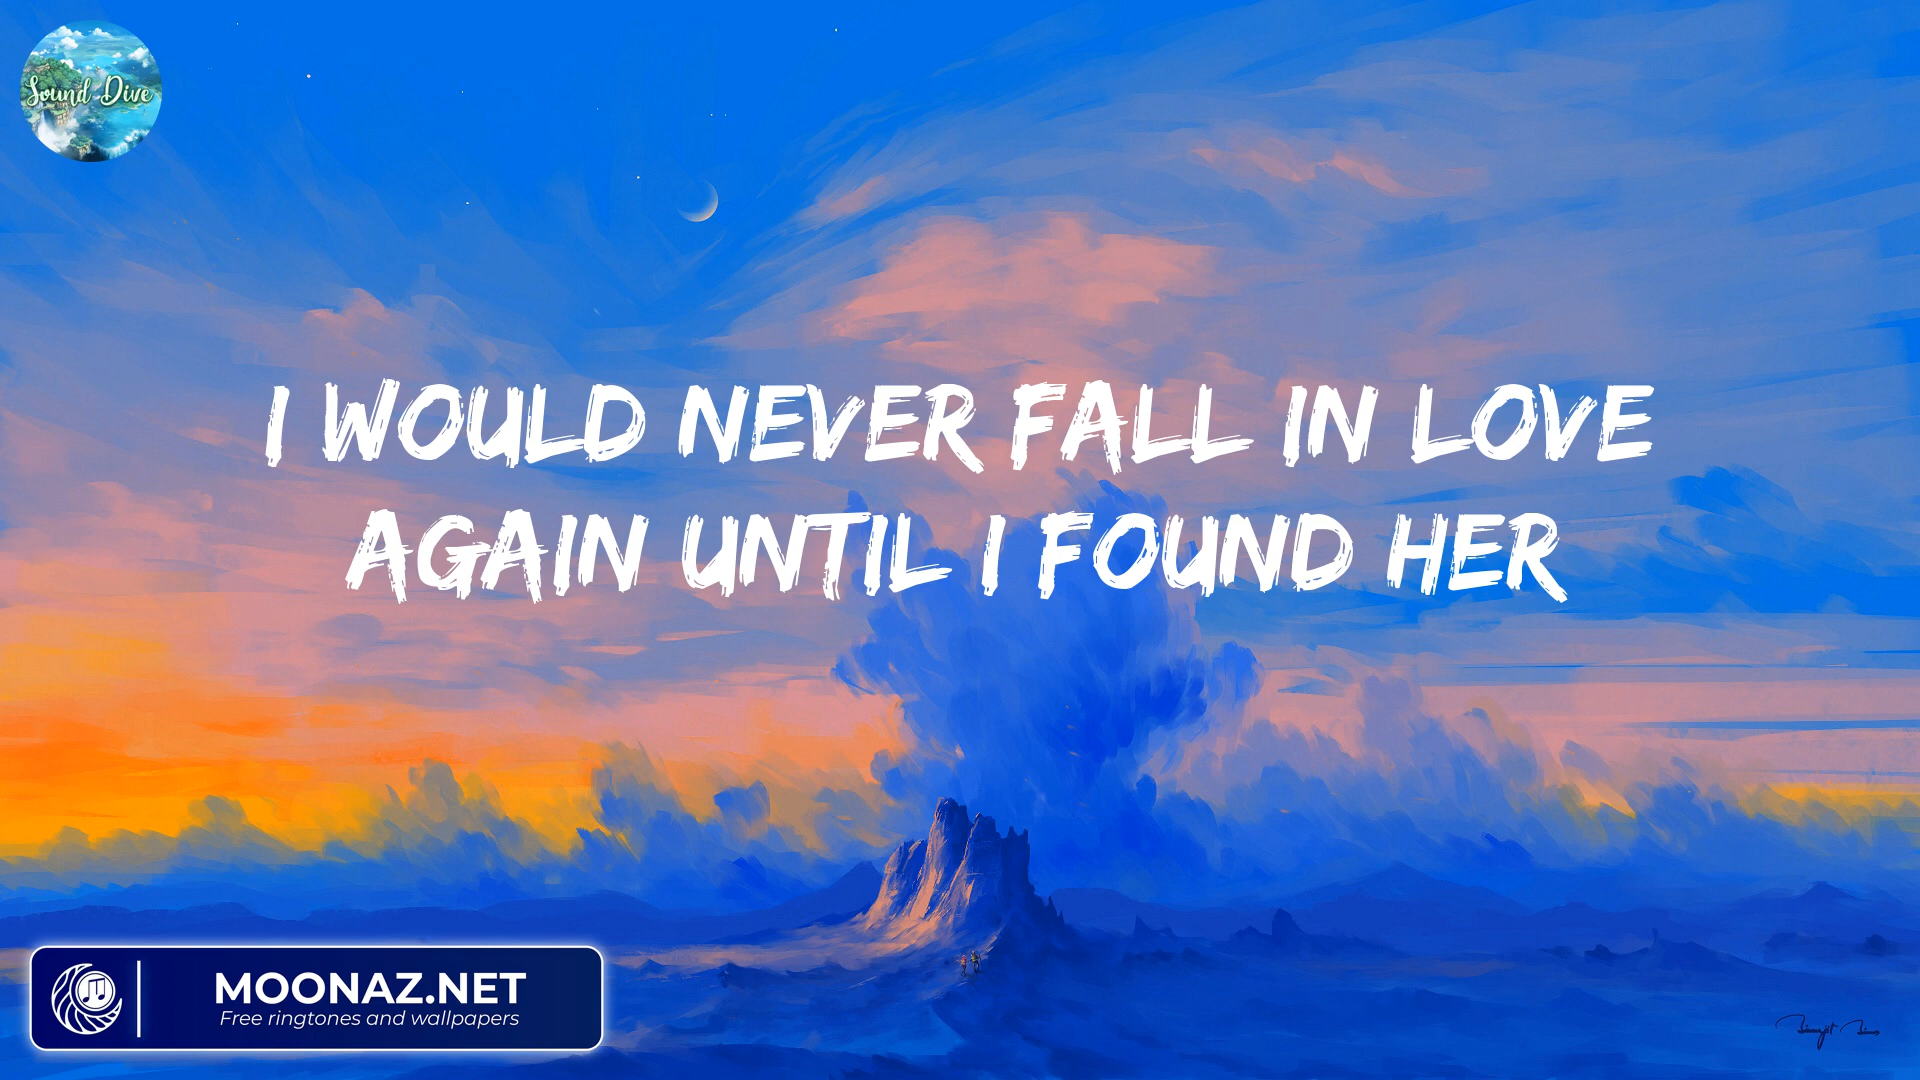 Sound Dive
I WOULD NEVER FALL IN LOVE
AGAIN UNTIL I FOUND HER
MOONAZ.NET
Free ringtones and wallpapers